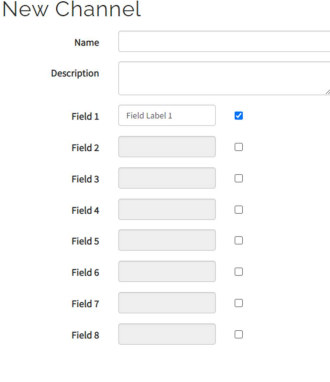 New Channel
Name
Description
Field 1 Field Label 1
Field 2
Field 3
Field 4
Field 5
Field 6
Field 7
Field 8